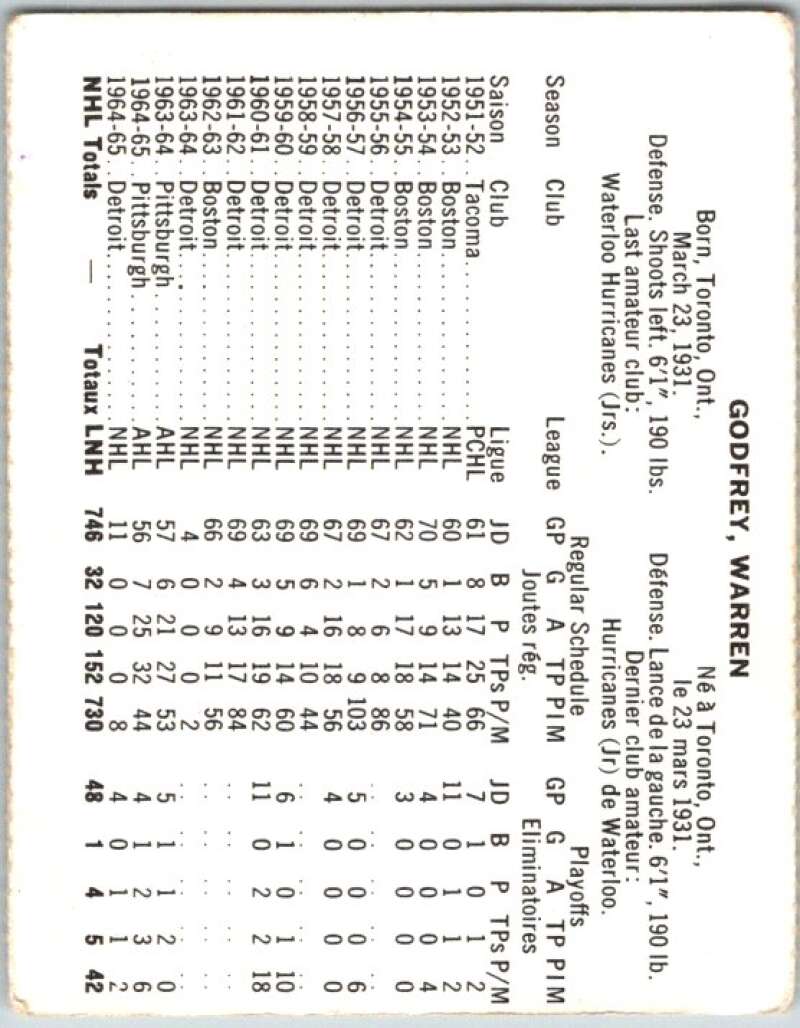 GODFREY, WARREN
Born, Toronto, Ont.,
March 23, 1931.
Defense. Shoots left. 6'1", 190 lbs.
Last amateur club:
Waterloo Hurricanes (Jrs.).
Né à Toronto, Ont.,
le 23 mars 1931.
Défense. Lance de la gauche. 6'1", 190 lb.
Dernier club amateur:
Hurricanes (Jr) de Waterloo.
Regular Schedule Playoffs
Season Club League GP G A TP PIM GP G A TP PIM
Joutes rég. Eliminatoires
Saison Club Ligue JD B P TPs P/M JD B P TPs P/M
1951-52 . . Tacoma . . . . . . . . . . PCHL 61 8 17 25 66 7 1 0 1 2
1952-53 . . Boston . . . . . . . . . . NHL 60 1 13 14 40 11 0 1 1 2
1953-54 . . Boston . . . . . . . . . . NHL 70 5 9 14 71 4 0 0 0 4
1954-55 . . Boston . . . . . . . . . . NHL 62 1 17 18 58 3 0 0 0 0
1955-56 . . Detroit . . . . . . . . . . NHL 67 2 6 8 86 . . . . . . . . . .
1956-57 . . Detroit . . . . . . . . . . NHL 69 1 8 9 103 5 0 0 0 6
1957-58 . . Detroit . . . . . . . . . . NHL 67 2 16 18 56 4 0 0 0 0
1958-59 . . Detroit . . . . . . . . . . NHL 69 6 4 10 44 . . . . . . . . . .
1959-60 . . Detroit . . . . . . . . . . NHL 69 5 9 14 60 6 1 0 1 10
1960-61 . . Detroit . . . . . . . . . . NHL 63 3 16 19 62 11 0 2 2 18
1961-62 . . Detroit . . . . . . . . . . NHL 69 4 13 17 84 . . . . . . . . . .
1962-63 . . Boston . . . . . . . . . . NHL 66 2 9 11 56 . . . . . . . . . .
1963-64 . . Detroit . . . . . . . . . . NHL 4 0 0 0 2 . . . . . . . . . .
1963-64 . . Pittsburgh . . . . . . . . AHL 57 6 21 27 53 5 1 1 2 0
1964-65 . . Pittsburgh . . . . . . . . AHL 56 7 25 32 44 4 1 2 3 6
1964-65 . . Detroit . . . . . . . . . . NHL 11 0 0 0 8 4 0 1 1 2
NHL Totals — Totaux LNH 746 32 120 152 730 48 1 4 5 42